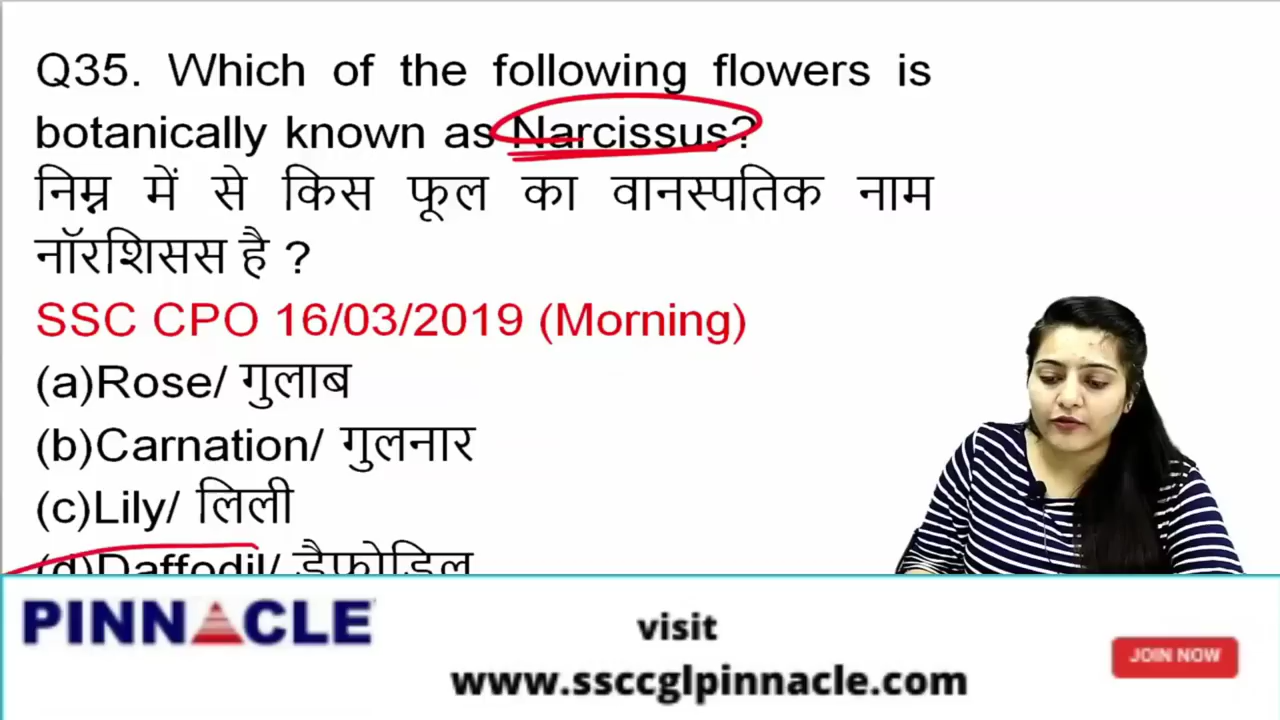 Q35. Which of the following flowers is
botanically known as Narcissus?
निम्न में से किस फूल का वानस्पतिक नाम
नॉरशिसस है ?
SSC CPO 16/03/2019 (Morning)
(a)Rose/ गुलाब
(b)Carnation/ गुलनार
(c)Lily/ लिली
(d)Daffodil/ डैफोडिल
PINNACLE
visit
www.ssccglpinnacle.com
JOIN NOW